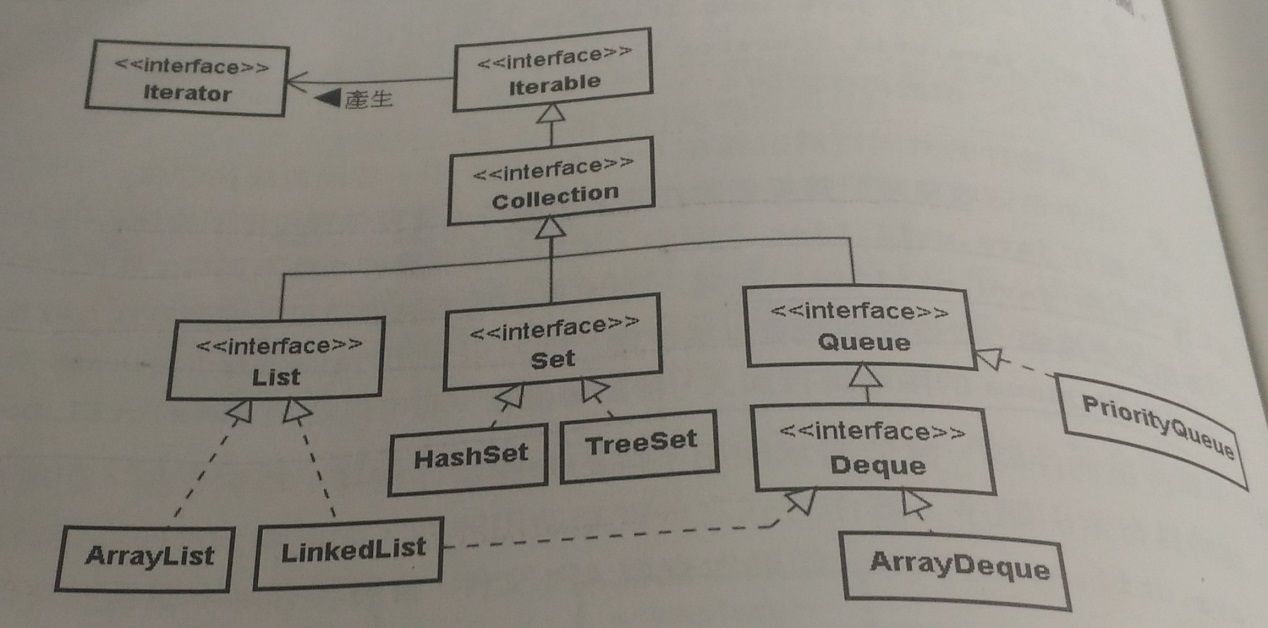 <<interface>>
Iterator
<<interface>>
Iterable
◀產生
<<interface>>
Collection
<<interface>>
List
<<interface>>
Set
<<interface>>
Queue
HashSet
TreeSet
<<interface>>
Deque
PriorityQueue
ArrayList
LinkedList
ArrayDeque